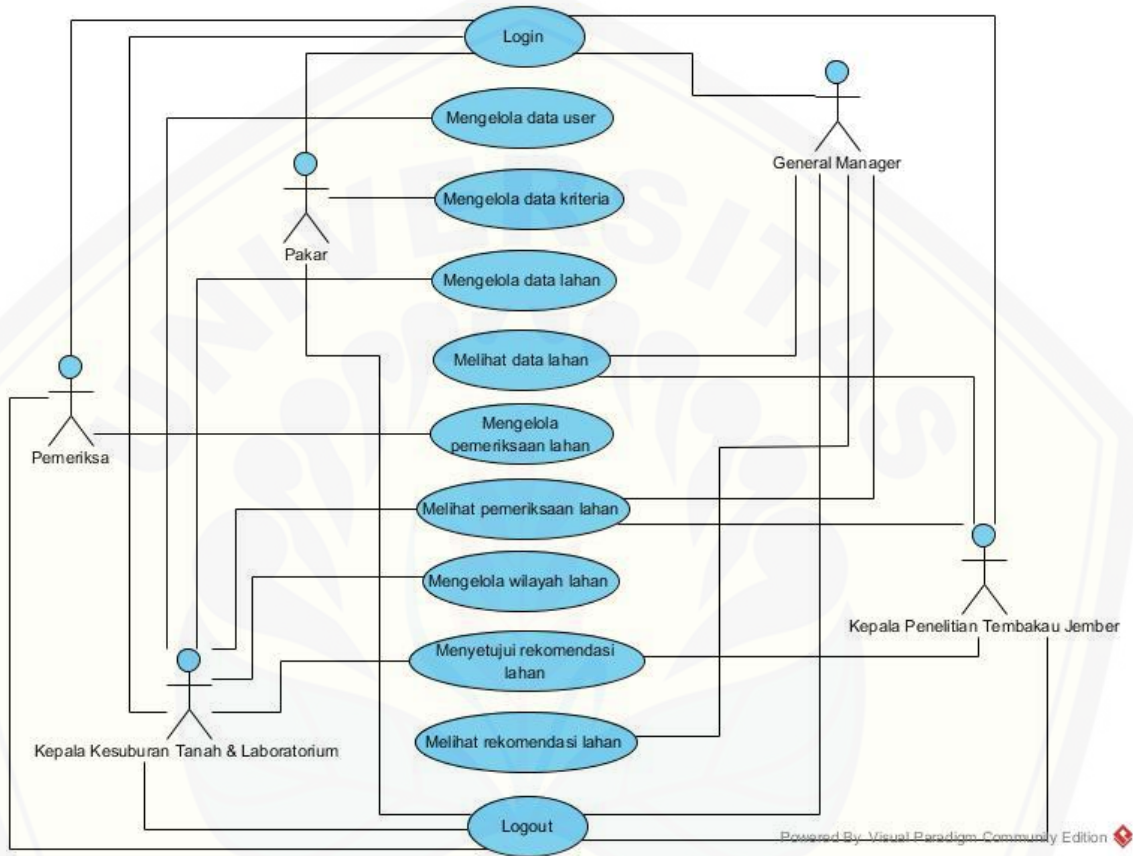 Login
Mengelola data user
General Manager
Mengelola data kriteria
Pakar
Mengelola data lahan
Melihat data lahan
Mengelola
pemeriksaan lahan
Pemeriksa
Melihat pemeriksaan lahan
Mengelola wilayah lahan
Kepala Penelitian Tembakau Jember
Menyetujui rekomendasi
lahan
Melihat rekomendasi lahan
Kepala Kesuburan Tanah & Laboratorium
Logout
Powered By Visual Paradigm Community Edition
UNIVERSITAS